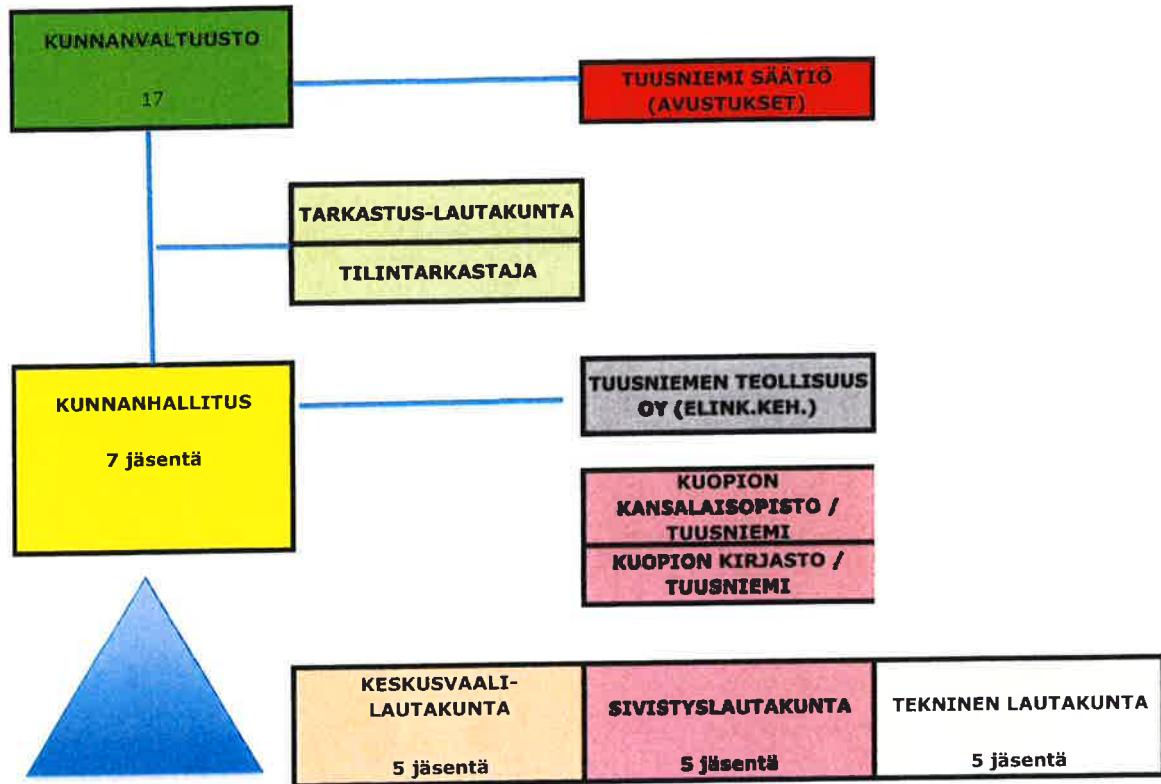 KUNNANVALTUUSTO
17
TUUSNIEMI SÄÄTIÖ
(AVUSTUKSET)
TARKASTUS-LAUTAKUNTA
TILINTARKASTAJA
KUNNANHALLITUS
7 jäsentä
TUUSNIEMEN TEOLLISUUS
OY (ELINK.KEH.)
KUOPION
KANSALAISOPISTO /
TUUSNIEMI
KUOPION KIRJASTO /
TUUSNIEMI
KESKUSVAALI-
LAUTAKUNTA
5 jäsentä
SIVISTYSLAUTAKUNTA
5 jäsentä
TEKNINEN LAUTAKUNTA
5 jäsentä